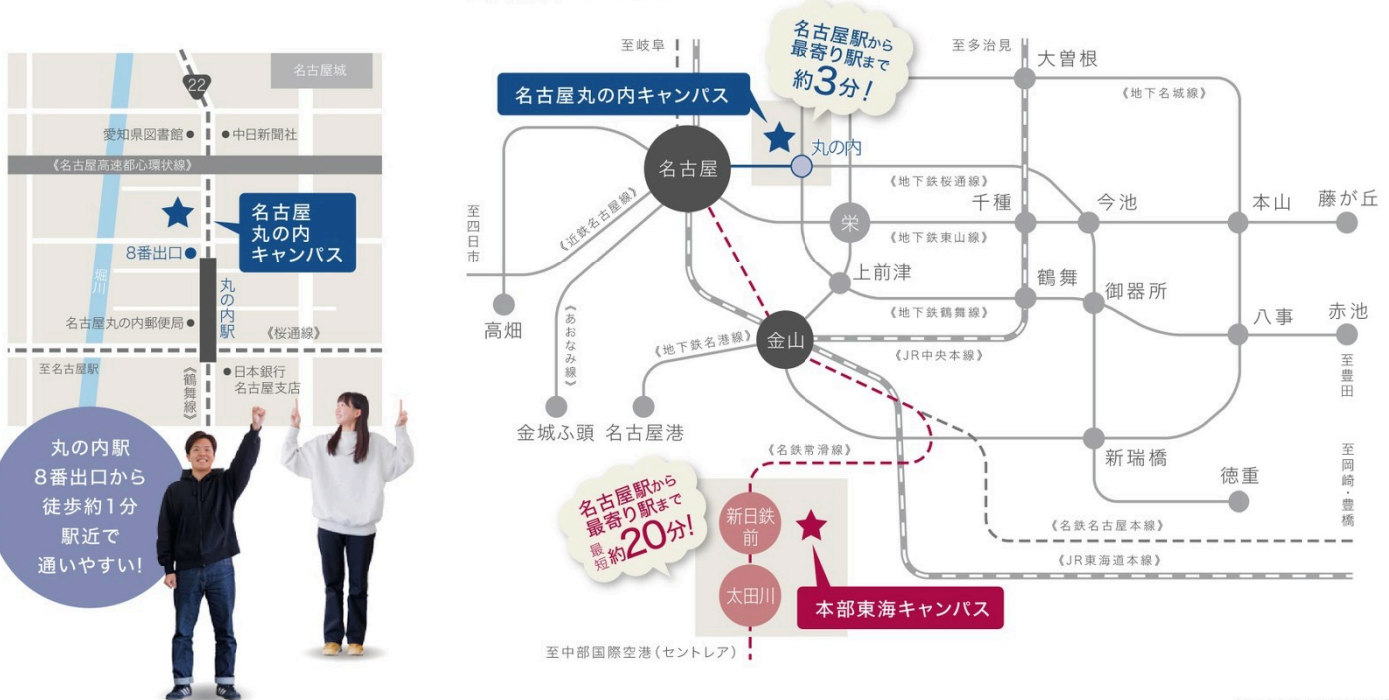 名古屋城
22
愛知県図書館
中日新聞社
《名古屋高速都心環状線》
名古屋
丸の内
キャンパス
8番出口
堀川
丸の内駅
名古屋丸の内郵便局
《桜通線》
至名古屋駅
《鶴舞線》
日本銀行
名古屋支店
丸の内駅
8番出口から
徒歩約1分
駅近で
通いやすい!
至岐阜
名古屋駅から
最寄り駅まで
約3分!
至多治見
大曽根
《地下名城線》
名古屋丸の内キャンパス
丸の内
名古屋
《地下鉄桜通線》
千種
今池
本山
藤が丘
至四日市
《近鉄名古屋線》
栄
《地下鉄東山線》
上前津
鶴舞
御器所
高畑
《あおなみ線》
《地下鉄鶴舞線》
八事
赤池
《地下鉄名港線》
金山
《JR中央本線》
至豊田
金城ふ頭
名古屋港
《名鉄常滑線》
新瑞橋
徳重
至岡崎・豊橋
名古屋駅から
最寄り駅まで
最短約20分!
新日鉄
前
《名鉄名古屋本線》
《JR東海道本線》
太田川
本部東海キャンパス
至中部国際空港(セントレア)